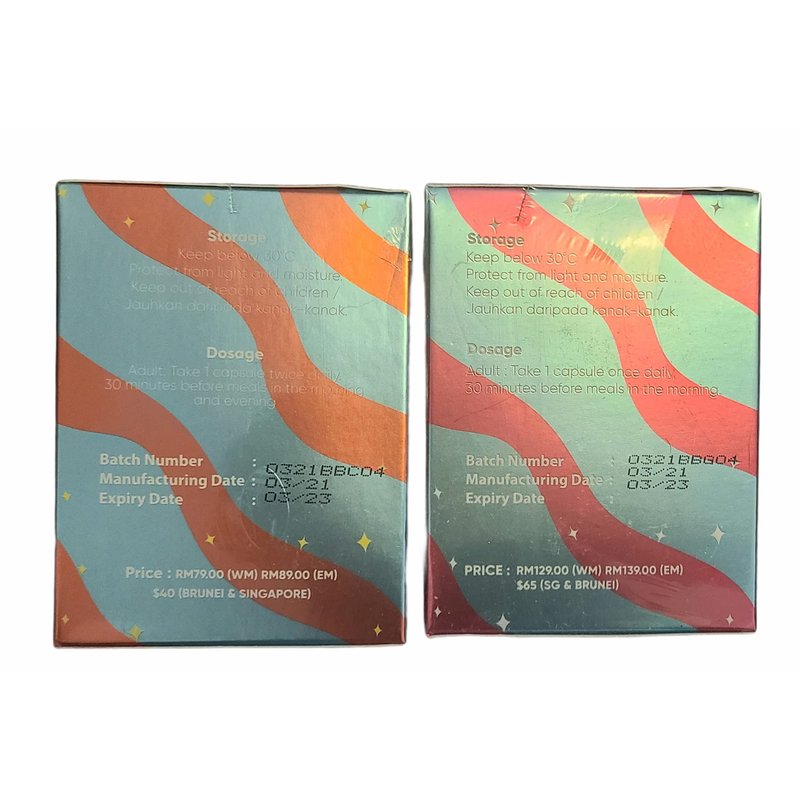 Storage
Keep below 30°C
Protect from light and moisture.
Keep out of reach of children /
Jauhkan daripada kanak-kanak.
Dosage
Adult: Take 1 capsule twice daily,
30 minutes before meals in the morning
and evening
Batch Number : 0321BBC04
Manufacturing Date : 03/21
Expiry Date : 03/23
Price : RM79.00 (WM) RM89.00 (EM)
$40 (BRUNEI & SINGAPORE)
Storage
Keep below 30°C
Protect from light and moisture.
Keep out of reach of children /
Jauhkan daripada kanak-kanak.
Dosage
Adult : Take 1 capsule once daily,
30 minutes before meals in the morning.
Batch Number : 0321BBG04
Manufacturing Date : 03/21
Expiry Date : 03/23
PRICE : RM129.00 (WM) RM139.00 (EM)
$65 (SG & BRUNEI)